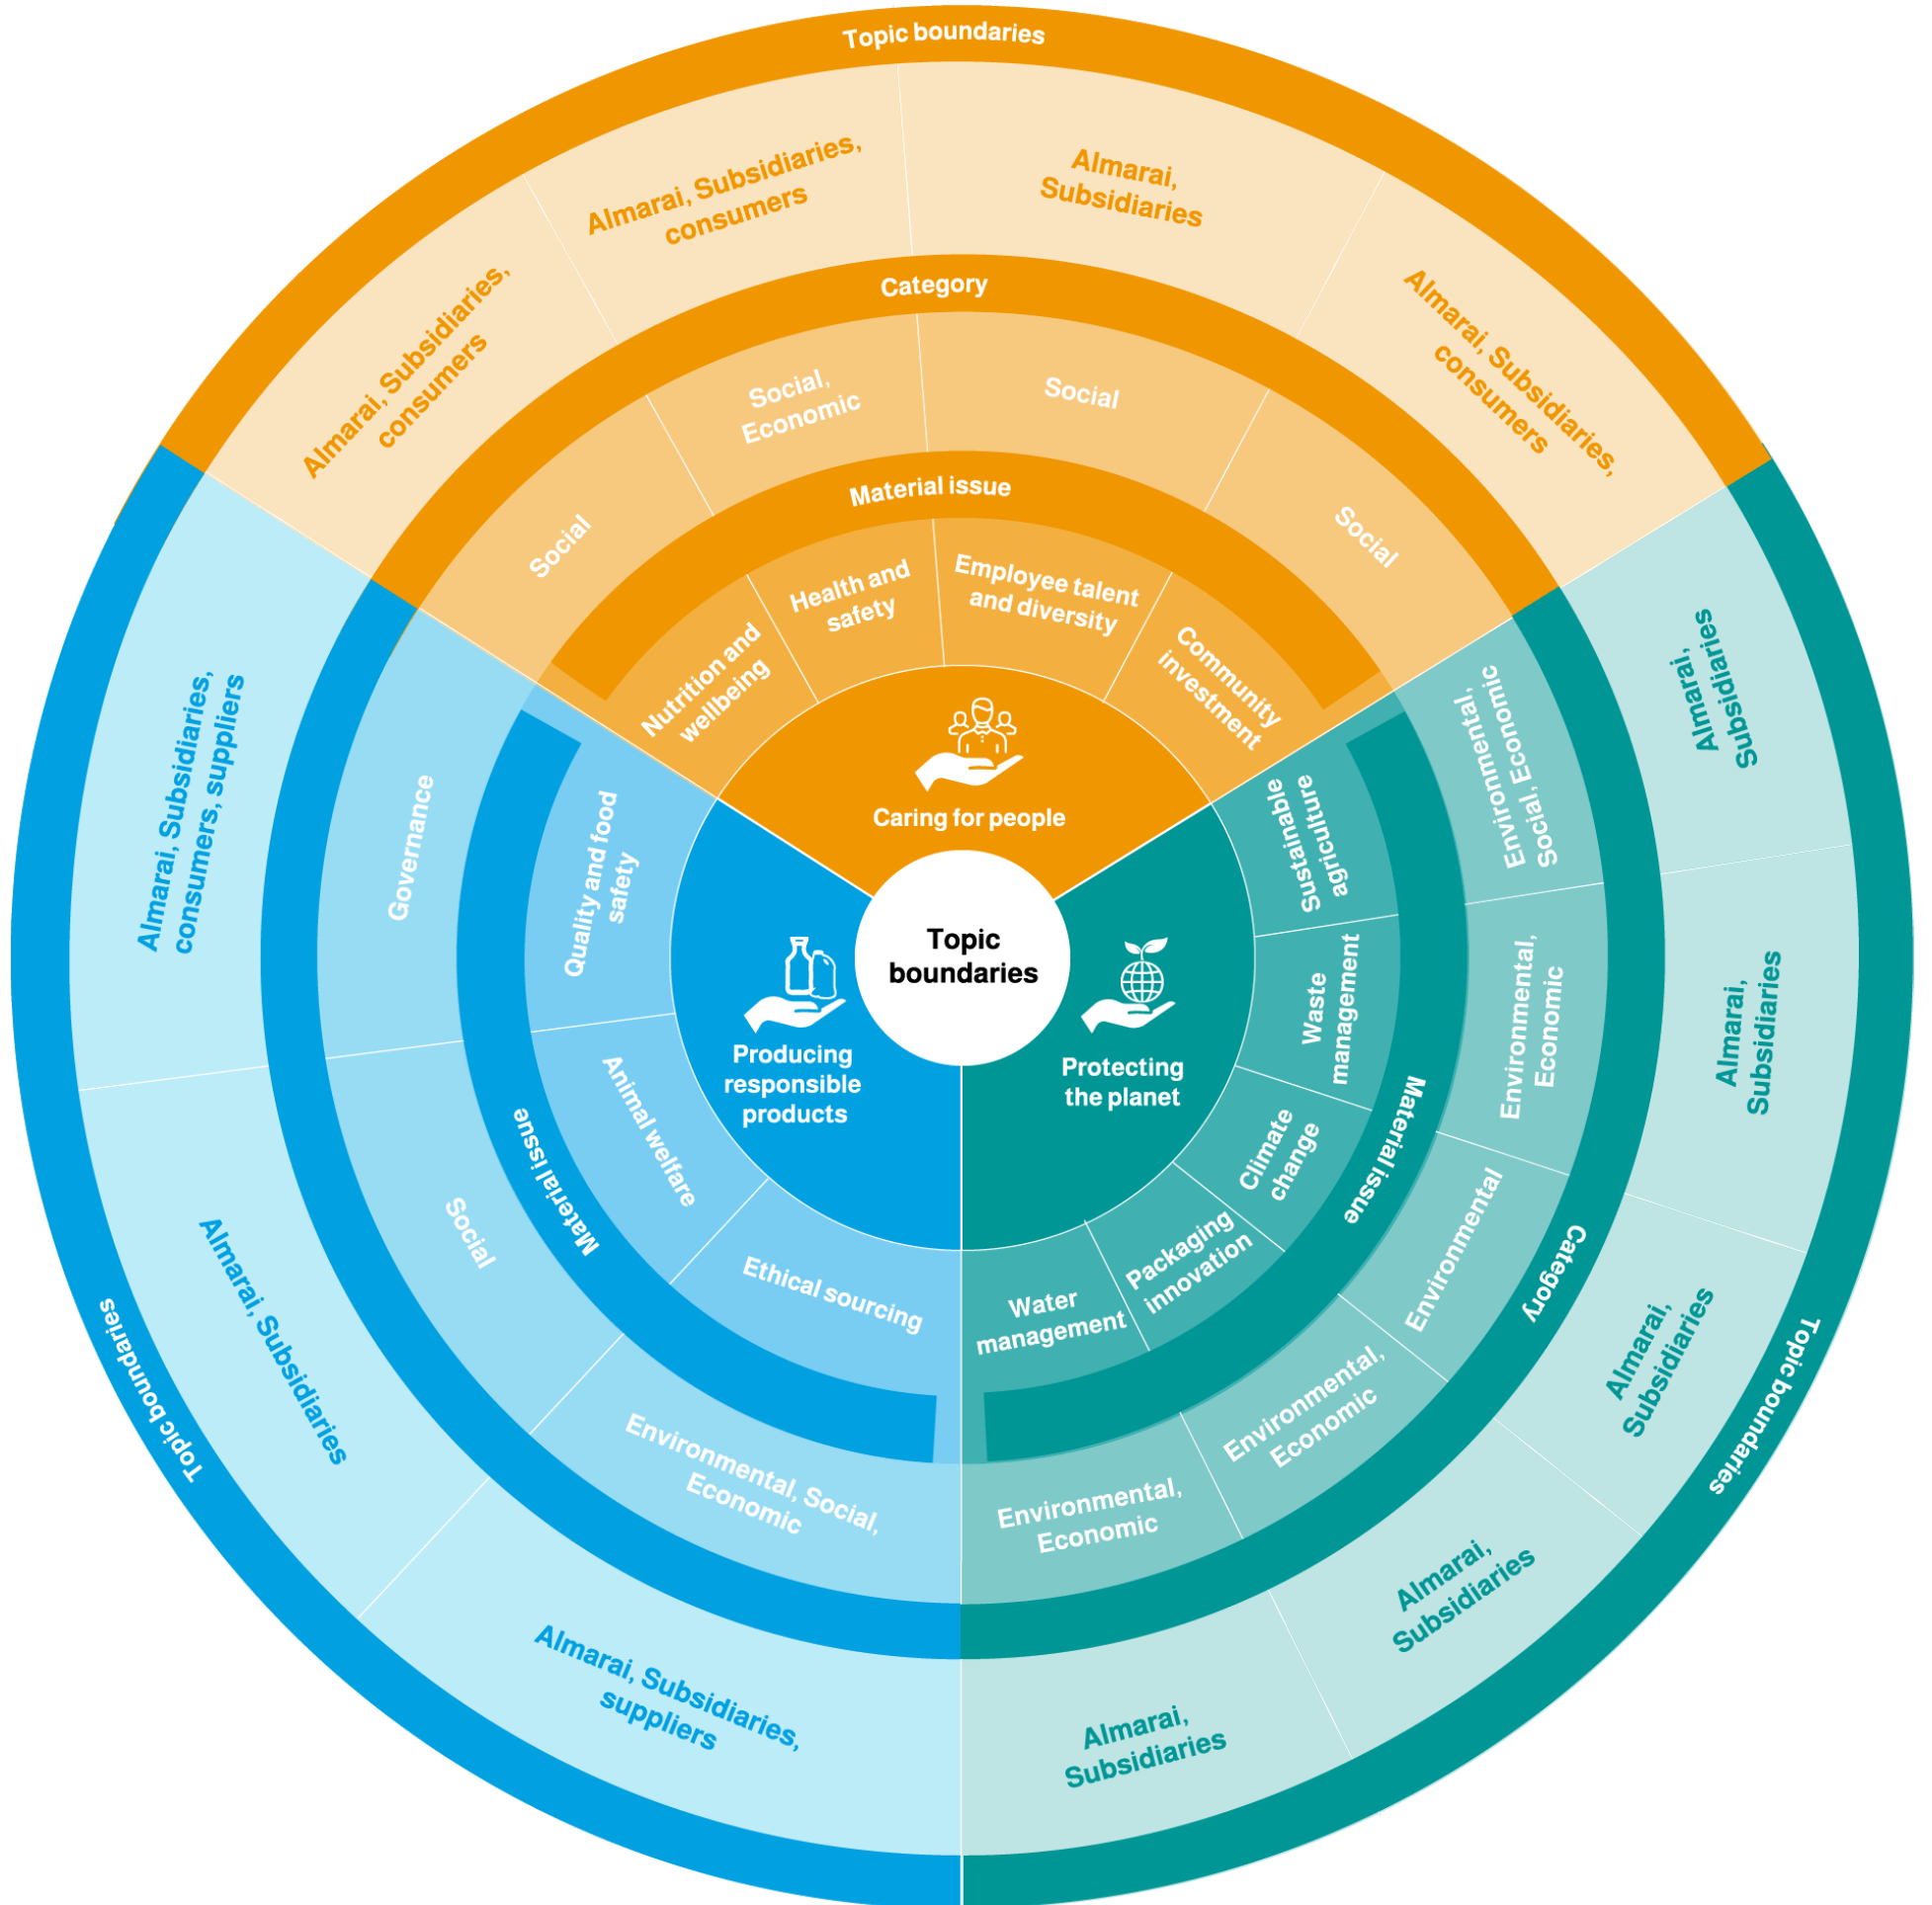 Topic boundaries
Almarai, Subsidiaries,
consumers
Almarai, Subsidiaries,
consumers
Almarai,
Subsidiaries
Almarai, Subsidiaries,
consumers
Category
Social
Social,
Economic
Social
Social
Material issue
Nutrition and
wellbeing
Health and
safety
Employee talent
and diversity
Community
investment
Caring for people
Topic
boundaries
Protecting
the planet
Sustainable
agriculture
Waste
management
Climate
change
Packaging
innovation
Water
management
Material issue
Environmental,
Social, Economic
Environmental,
Economic
Environmental
Environmental,
Economic
Environmental,
Economic
Category
Almarai,
Subsidiaries
Almarai,
Subsidiaries
Almarai,
Subsidiaries
Almarai,
Subsidiaries
Almarai,
Subsidiaries
Topic boundaries
Producing
responsible
products
Quality and food
safety
Animal welfare
Ethical sourcing
Material issue
Governance
Social
Environmental, Social,
Economic
Almarai, Subsidiaries,
consumers, suppliers
Almarai, Subsidiaries
Almarai, Subsidiaries,
suppliers
Topic boundaries